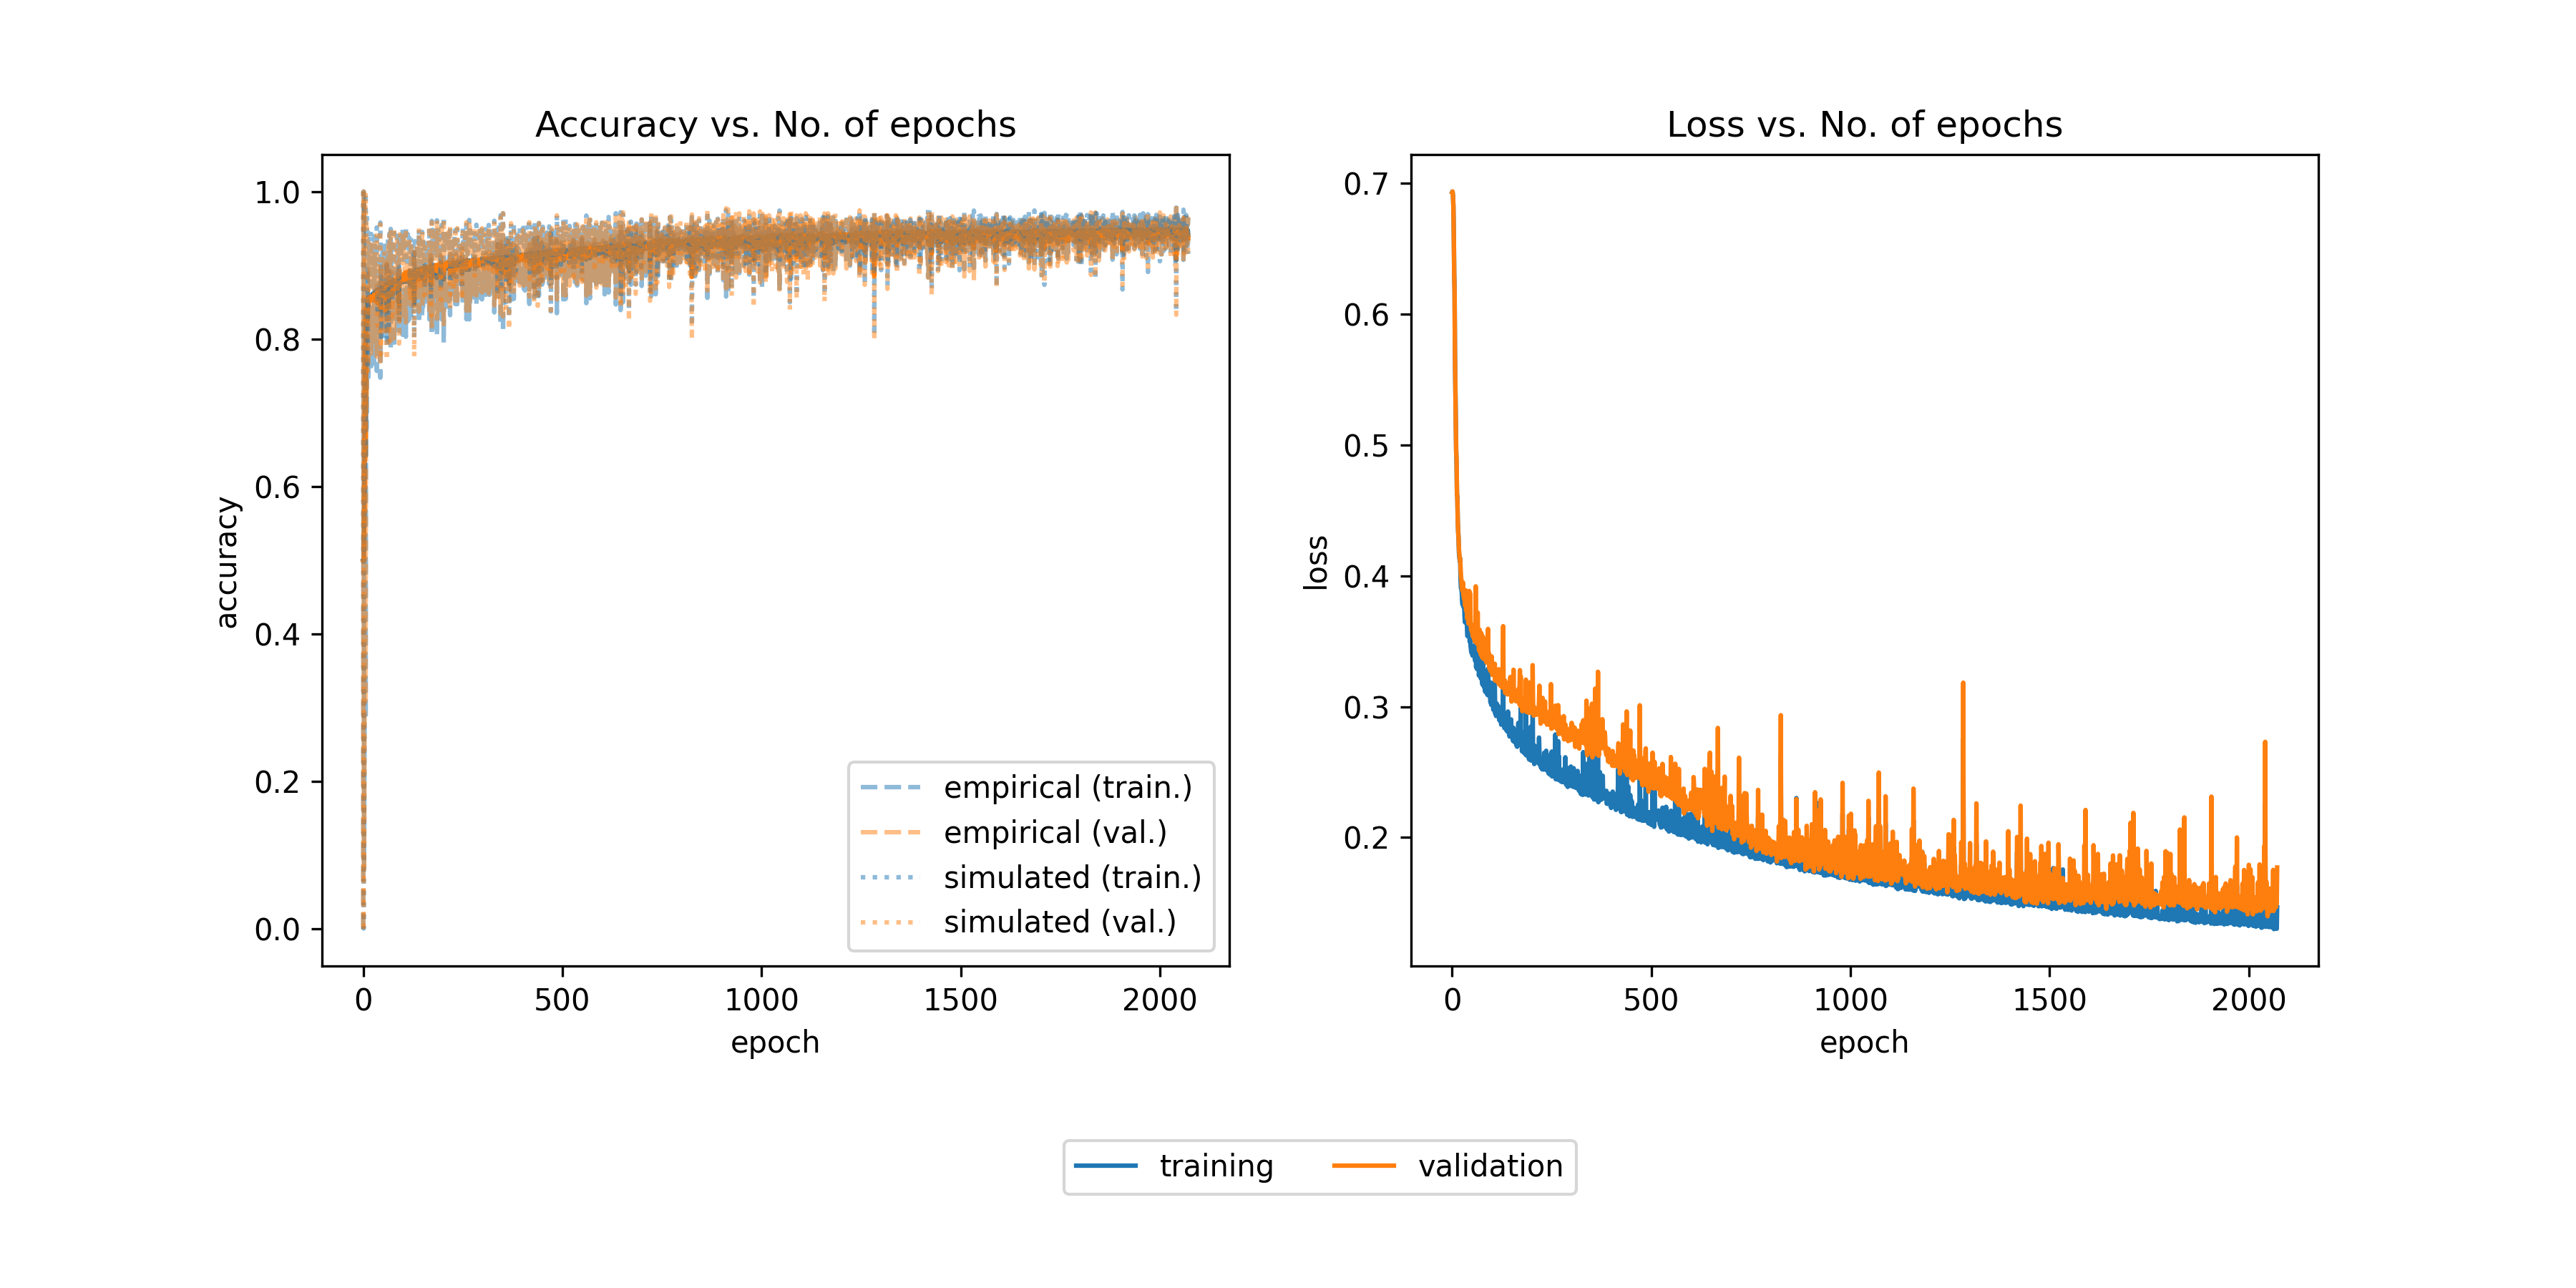 Accuracy vs. No. of epochs
accuracy
1.0
0.8
0.6
0.4
0.2
0.0
0 500 1000 1500 2000
epoch
empirical (train.)
empirical (val.)
simulated (train.)
simulated (val.)
Loss vs. No. of epochs
loss
0.7
0.6
0.5
0.4
0.3
0.2
0 500 1000 1500 2000
epoch
training validation